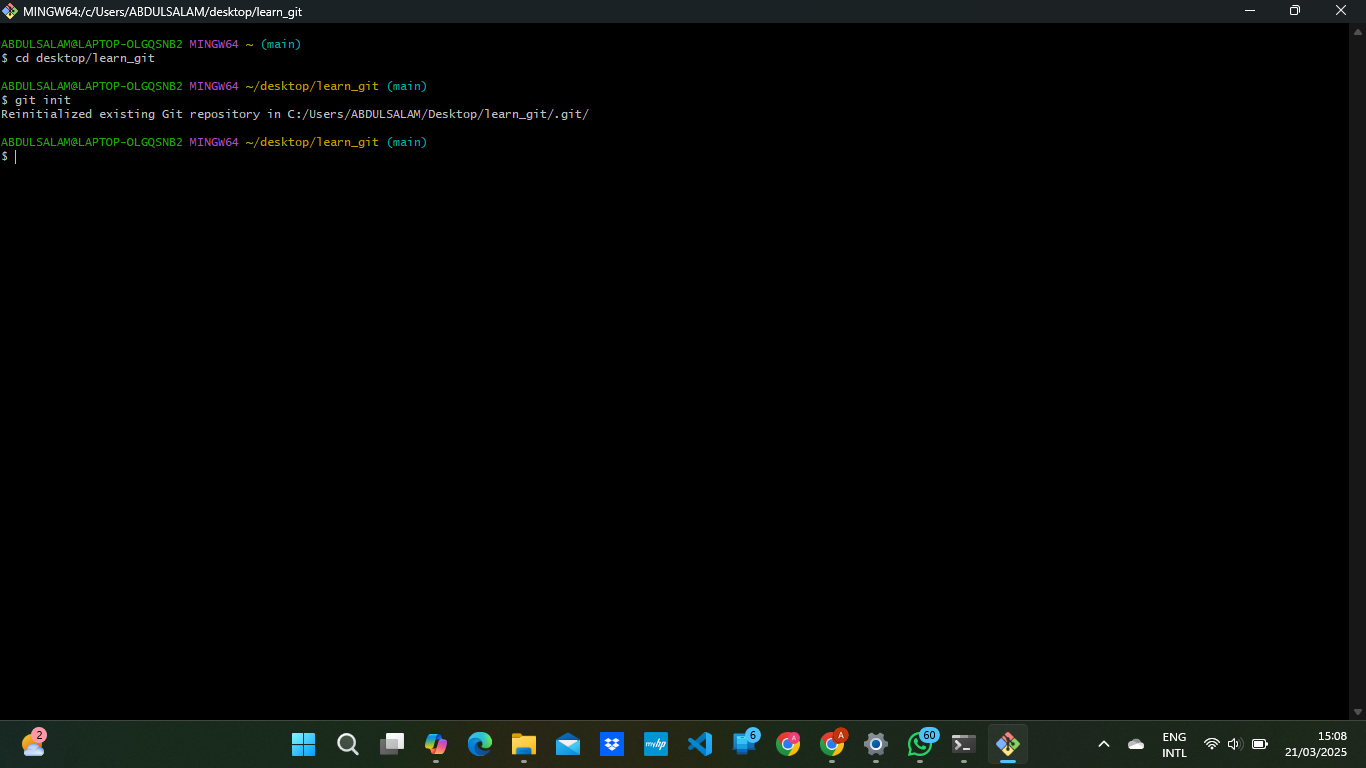 MINGW64:/c/Users/ABDULSALAM/desktop/learn_git
ABDULSALAM@LAPTOP-OLGQSNB2 MINGW64 ~ (main)
$ cd desktop/learn_git
ABDULSALAM@LAPTOP-OLGQSNB2 MINGW64 ~/desktop/learn_git (main)
$ git init
Reinitialized existing Git repository in C:/Users/ABDULSALAM/Desktop/learn_git/.git/
ABDULSALAM@LAPTOP-OLGQSNB2 MINGW64 ~/desktop/learn_git (main)
$
2
myhp
6
A
A
60
ENG
INTL
15:08
21/03/2025